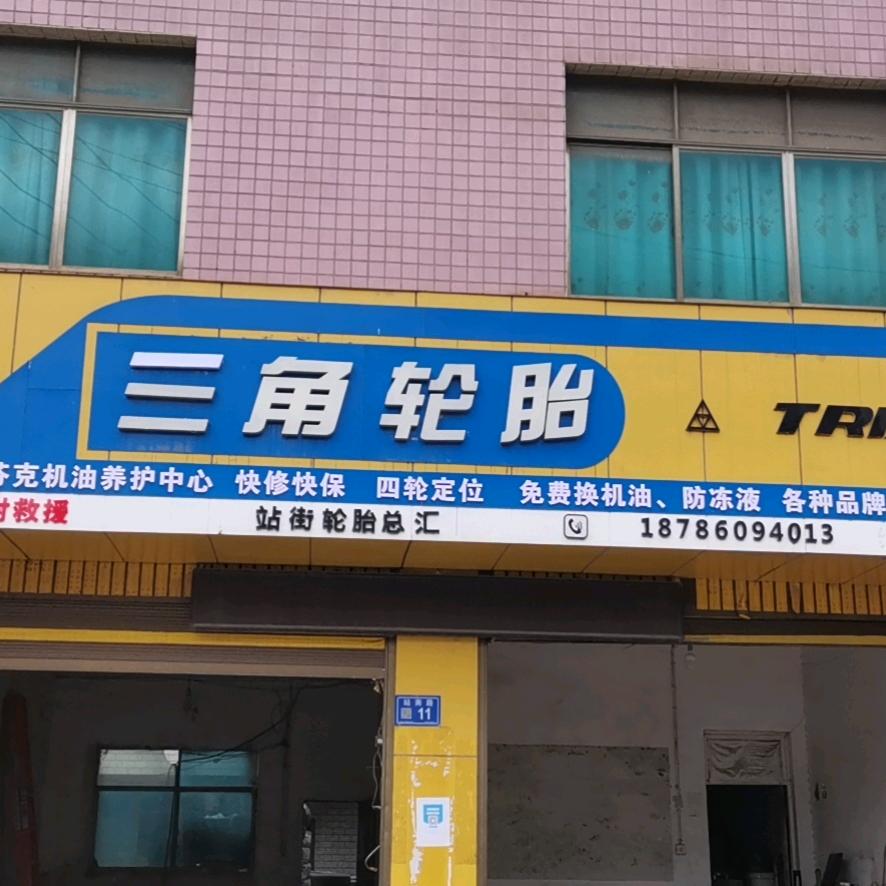 三角轮胎
TRI
克机油养护中心 快修快保 四轮定位 免费换机油、防冻液 各种品牌
救援
站街轮胎总汇 18786094013
11